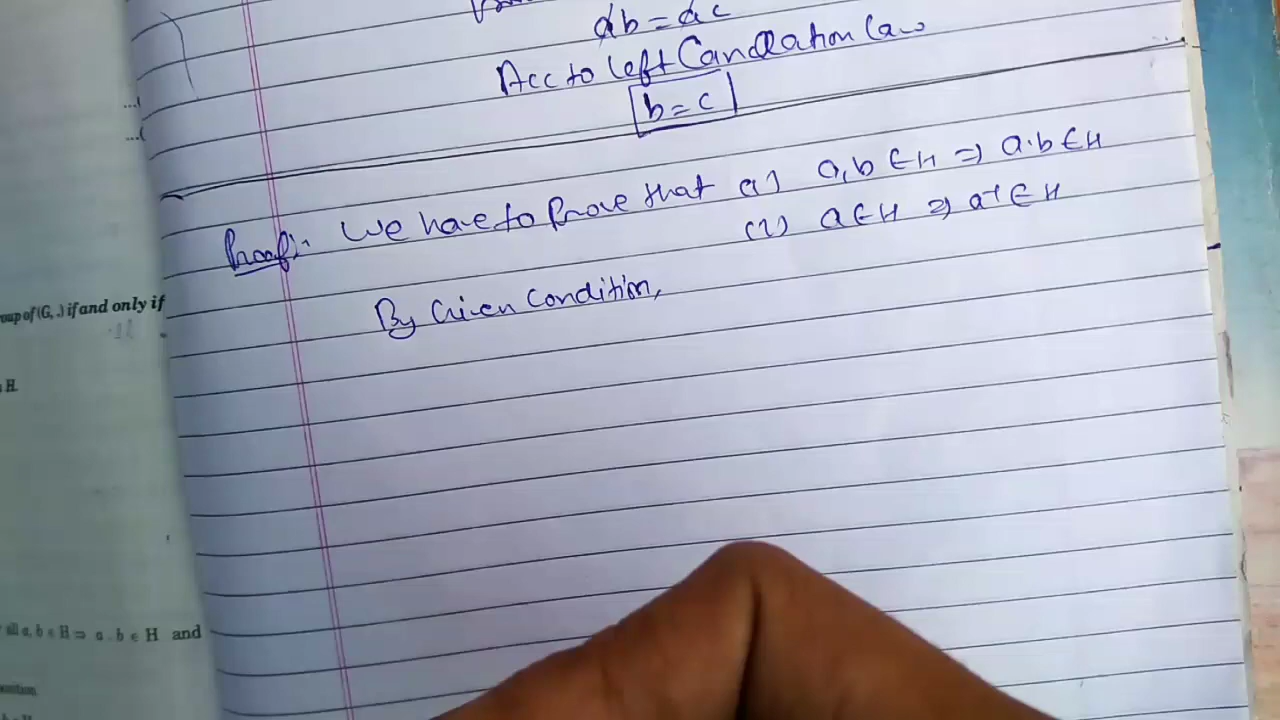 ab = ac
Acc to left Cancellation law
b = c
Proof:- We have to prove that (1) a,b ∈ H ⇒ a.b ∈ H
(2) a ∈ H ⇒ a⁻¹ ∈ H
By Given Condition,
oup of (G, .) if and only if
H.
all a, b ∈ H ⇒ a . b ∈ H and